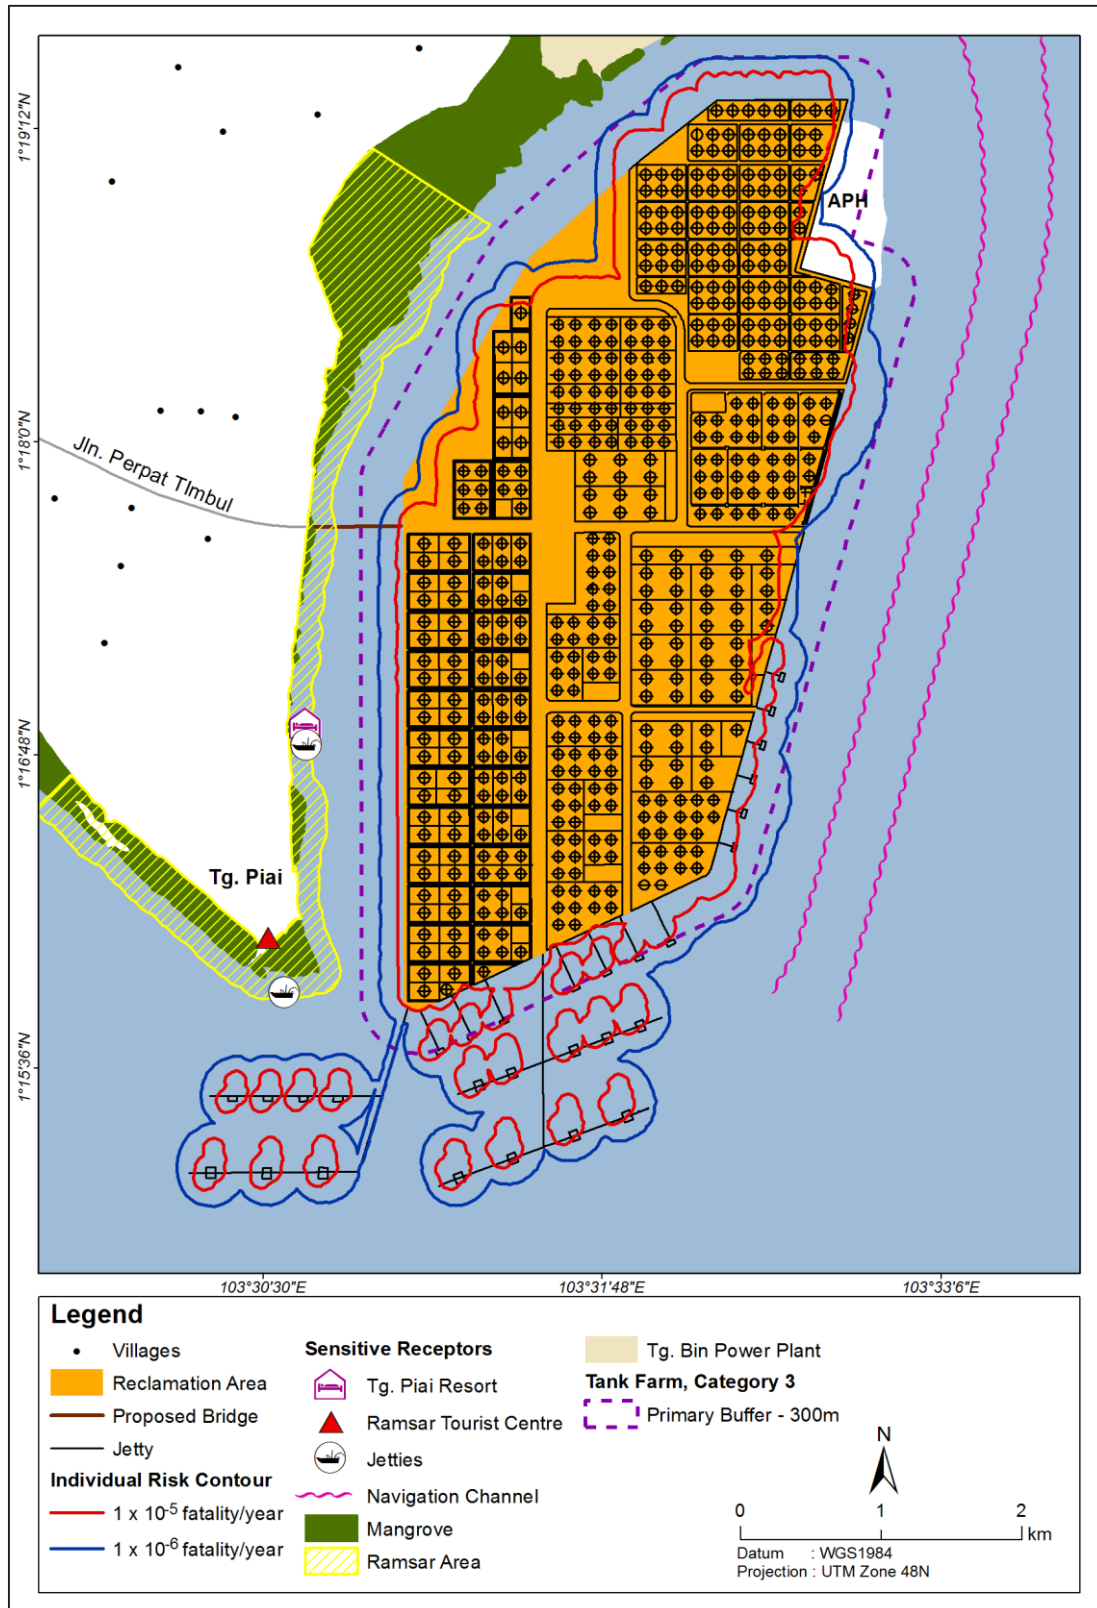 1°19'12"N
1°18'0"N
1°16'48"N
1°15'36"N
APH
Jln. Perpat TImbul
Tg. Piai
103°30'30"E
103°31'48"E
103°33'6"E
Legend
Villages
Reclamation Area
Proposed Bridge
Jetty
Individual Risk Contour
1 x 10-5 fatality/year
1 x 10-6 fatality/year
Sensitive Receptors
Tg. Piai Resort
Ramsar Tourist Centre
Jetties
Navigation Channel
Mangrove
Ramsar Area
Tg. Bin Power Plant
Tank Farm, Category 3
Primary Buffer - 300m
N
0 1 2
km
Datum : WGS1984
Projection : UTM Zone 48N